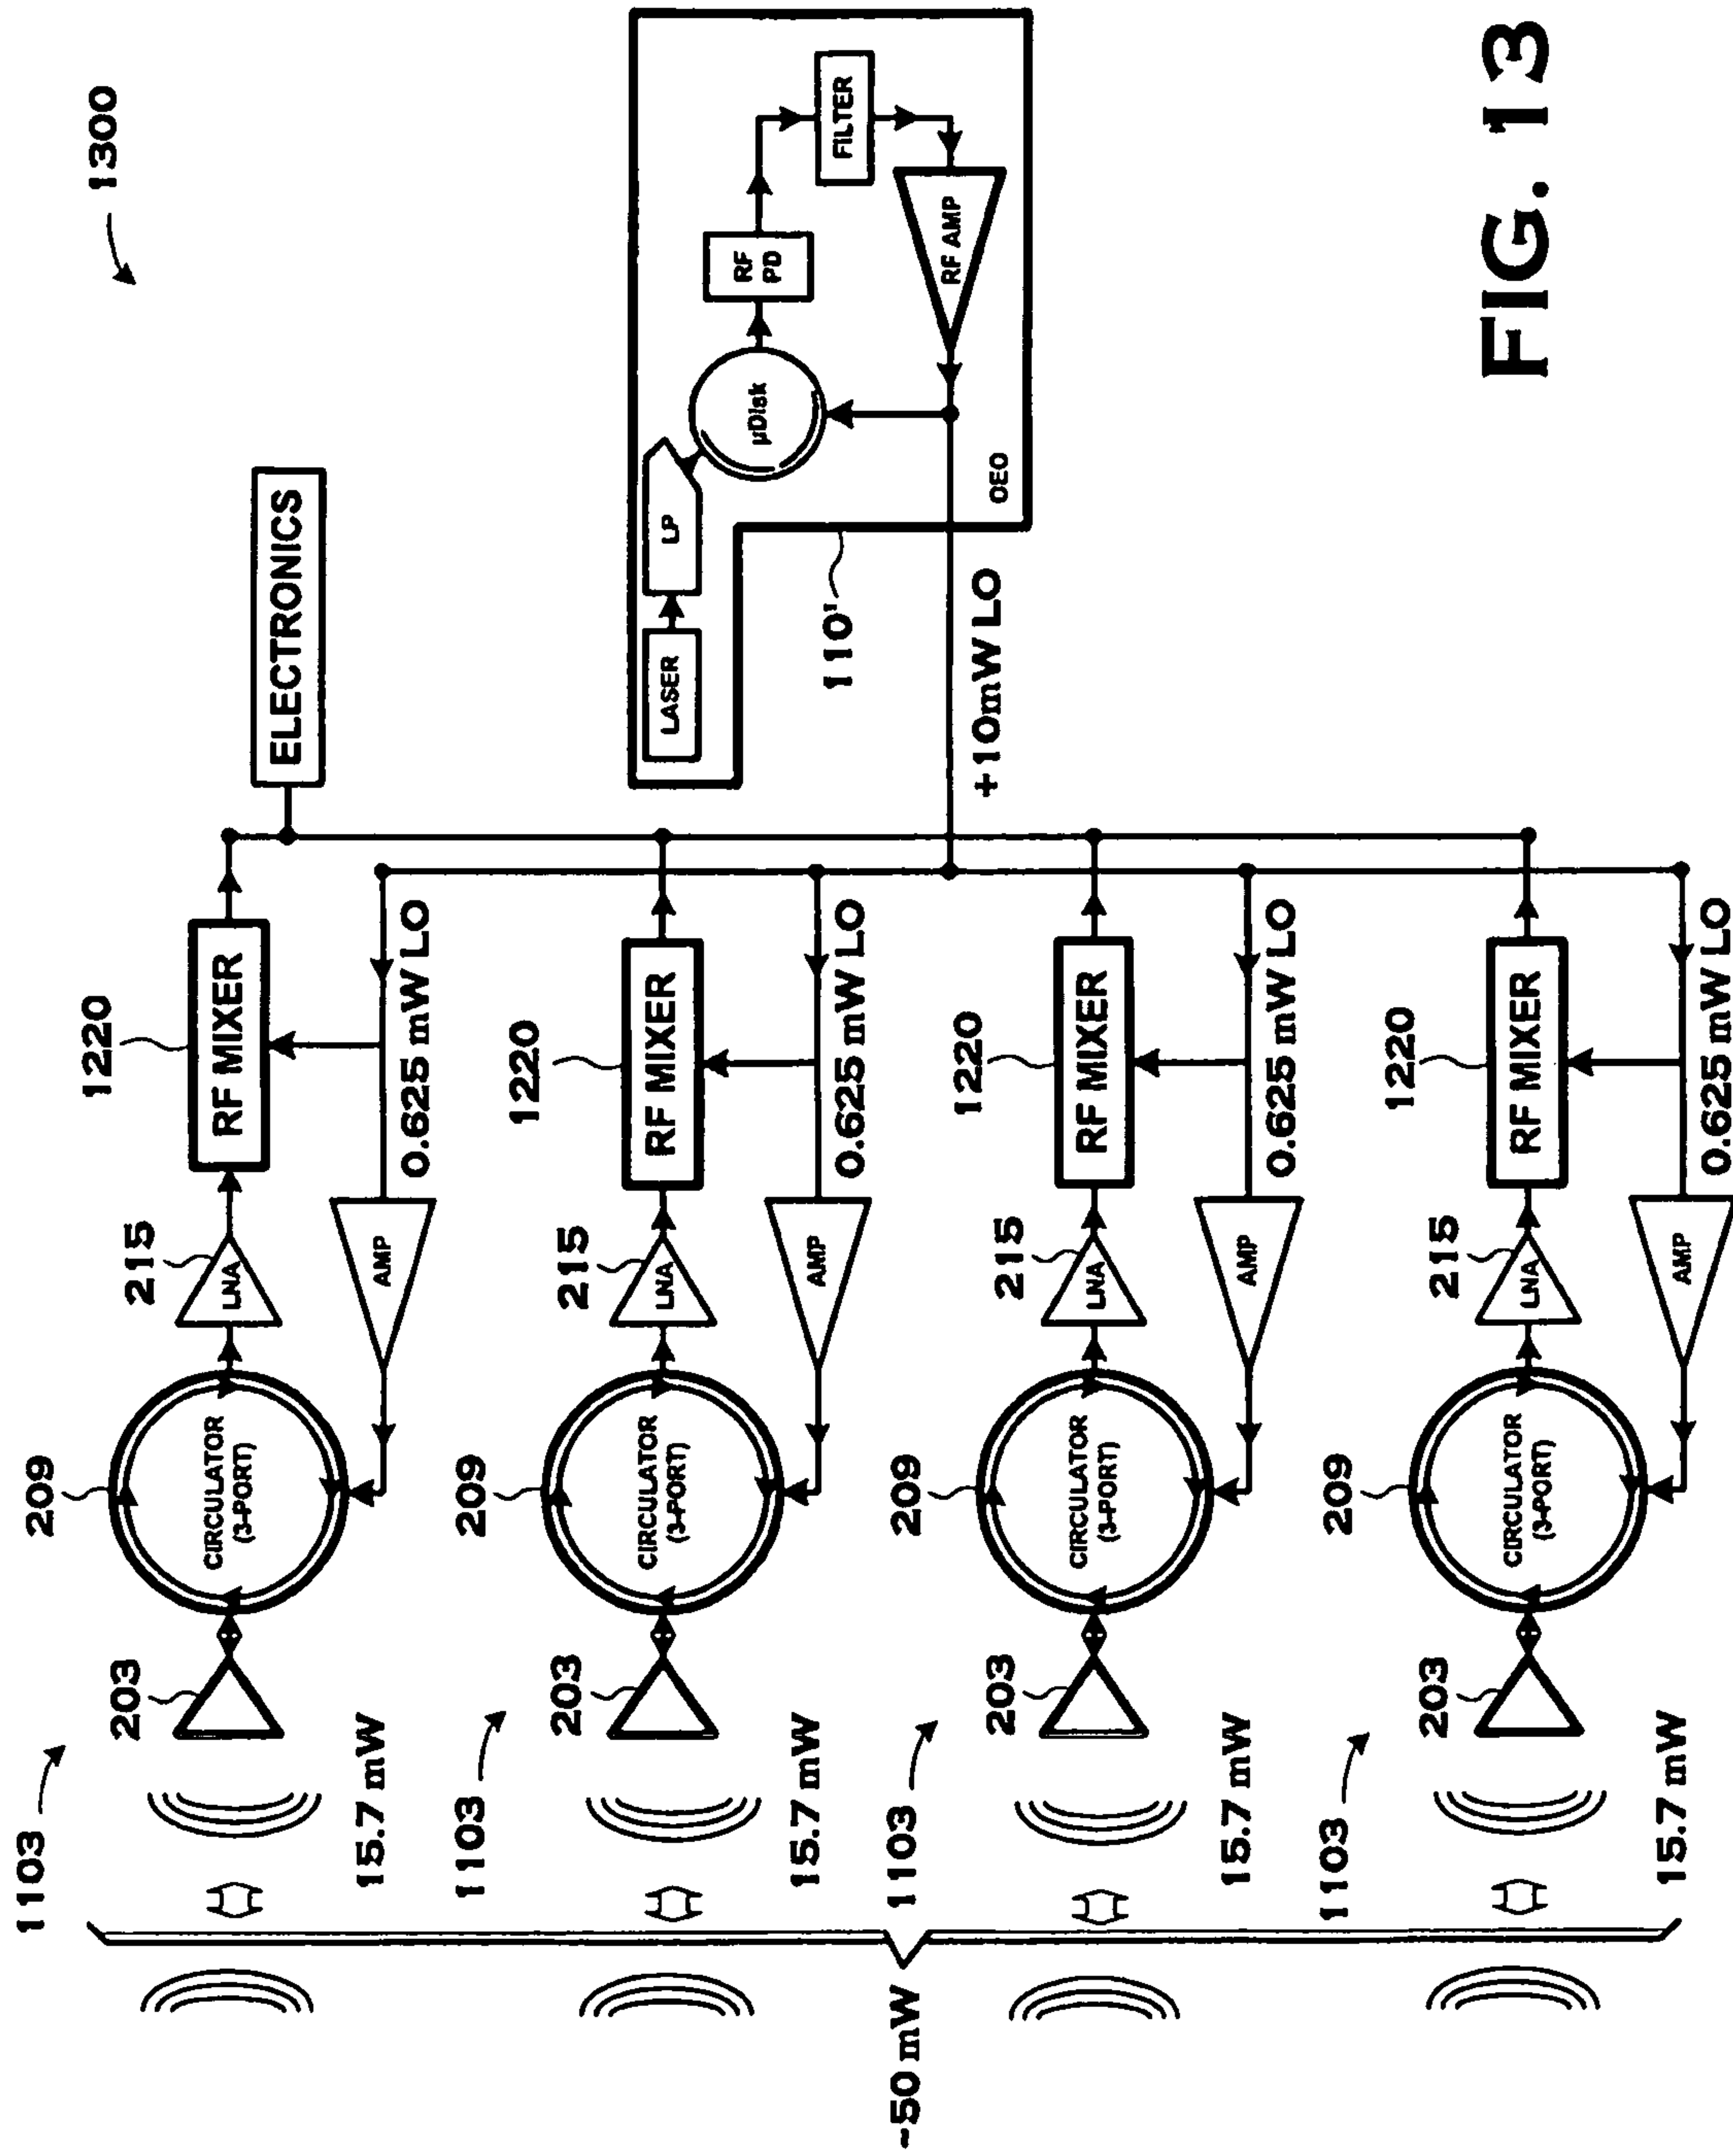 1300
ELECTRONICS
LASER
LP
µDisk
RF
PD
FILTER
RF AMP
OEO
110'
+10mW LO
1103
203
209
CIRCULATOR
(3-PORT)
215
LNA
1220
RF MIXER
AMP
0.625 mW LO
15.7 mW
1103
203
209
CIRCULATOR
(3-PORT)
215
LNA
1220
RF MIXER
AMP
0.625 mW LO
15.7 mW
~50 mW
1103
203
209
CIRCULATOR
(3-PORT)
215
LNA
1220
RF MIXER
AMP
0.625 mW LO
15.7 mW
1103
203
209
CIRCULATOR
(3-PORT)
215
LNA
1220
RF MIXER
AMP
0.625 mW LO
15.7 mW
FIG. 13